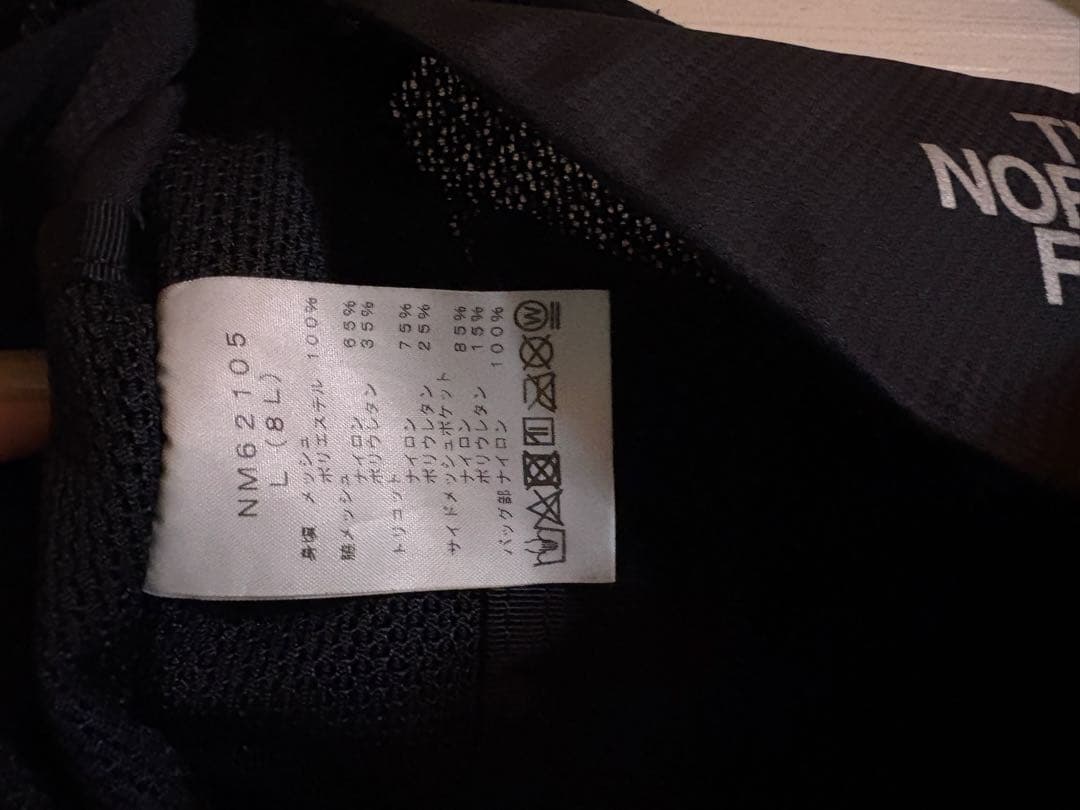 NM62105
L (8L)
身頃 メッシュ
ポリエステル 100%
脇メッシュ
ナイロン 65%
ポリウレタン 35%
トリコット
ナイロン 75%
ポリウレタン 25%
サイドメッシュポケット
ナイロン 85%
ポリウレタン 15%
バッグ部 ナイロン 100%
NOR
F